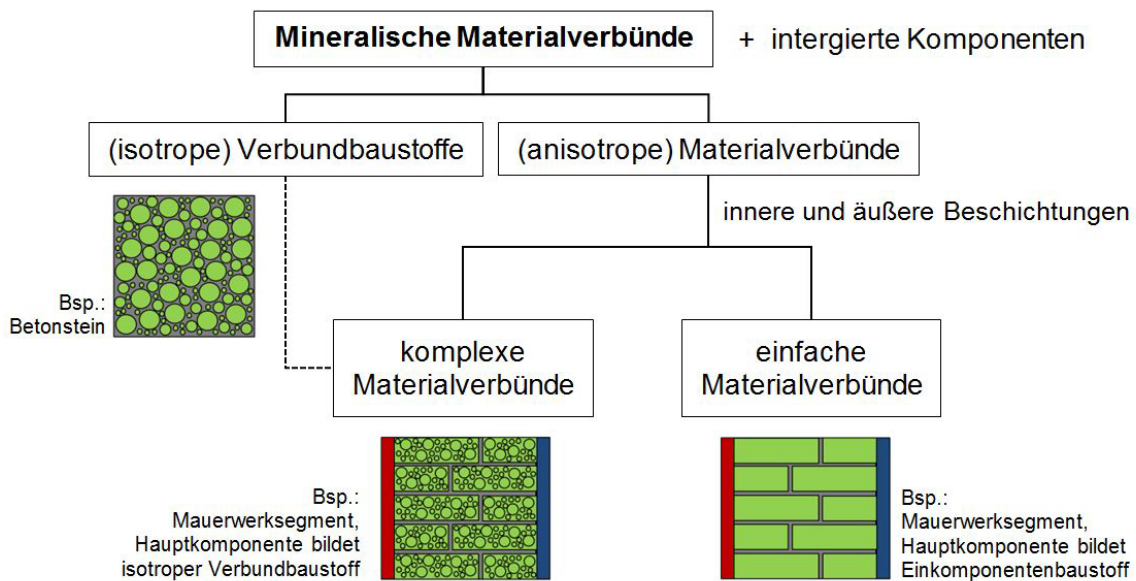 Mineralische Materialverbünde
+ intergierte Komponenten
(isotrope) Verbundbaustoffe
(anisotrope) Materialverbünde
innere und äußere Beschichtungen
Bsp.:
Betonstein
komplexe
Materialverbünde
einfache
Materialverbünde
Bsp.:
Mauerwerksegment,
Hauptkomponente bildet
isotroper Verbundbaustoff
Bsp.:
Mauerwerksegment,
Hauptkomponente bildet
Einkomponentenbaustoff